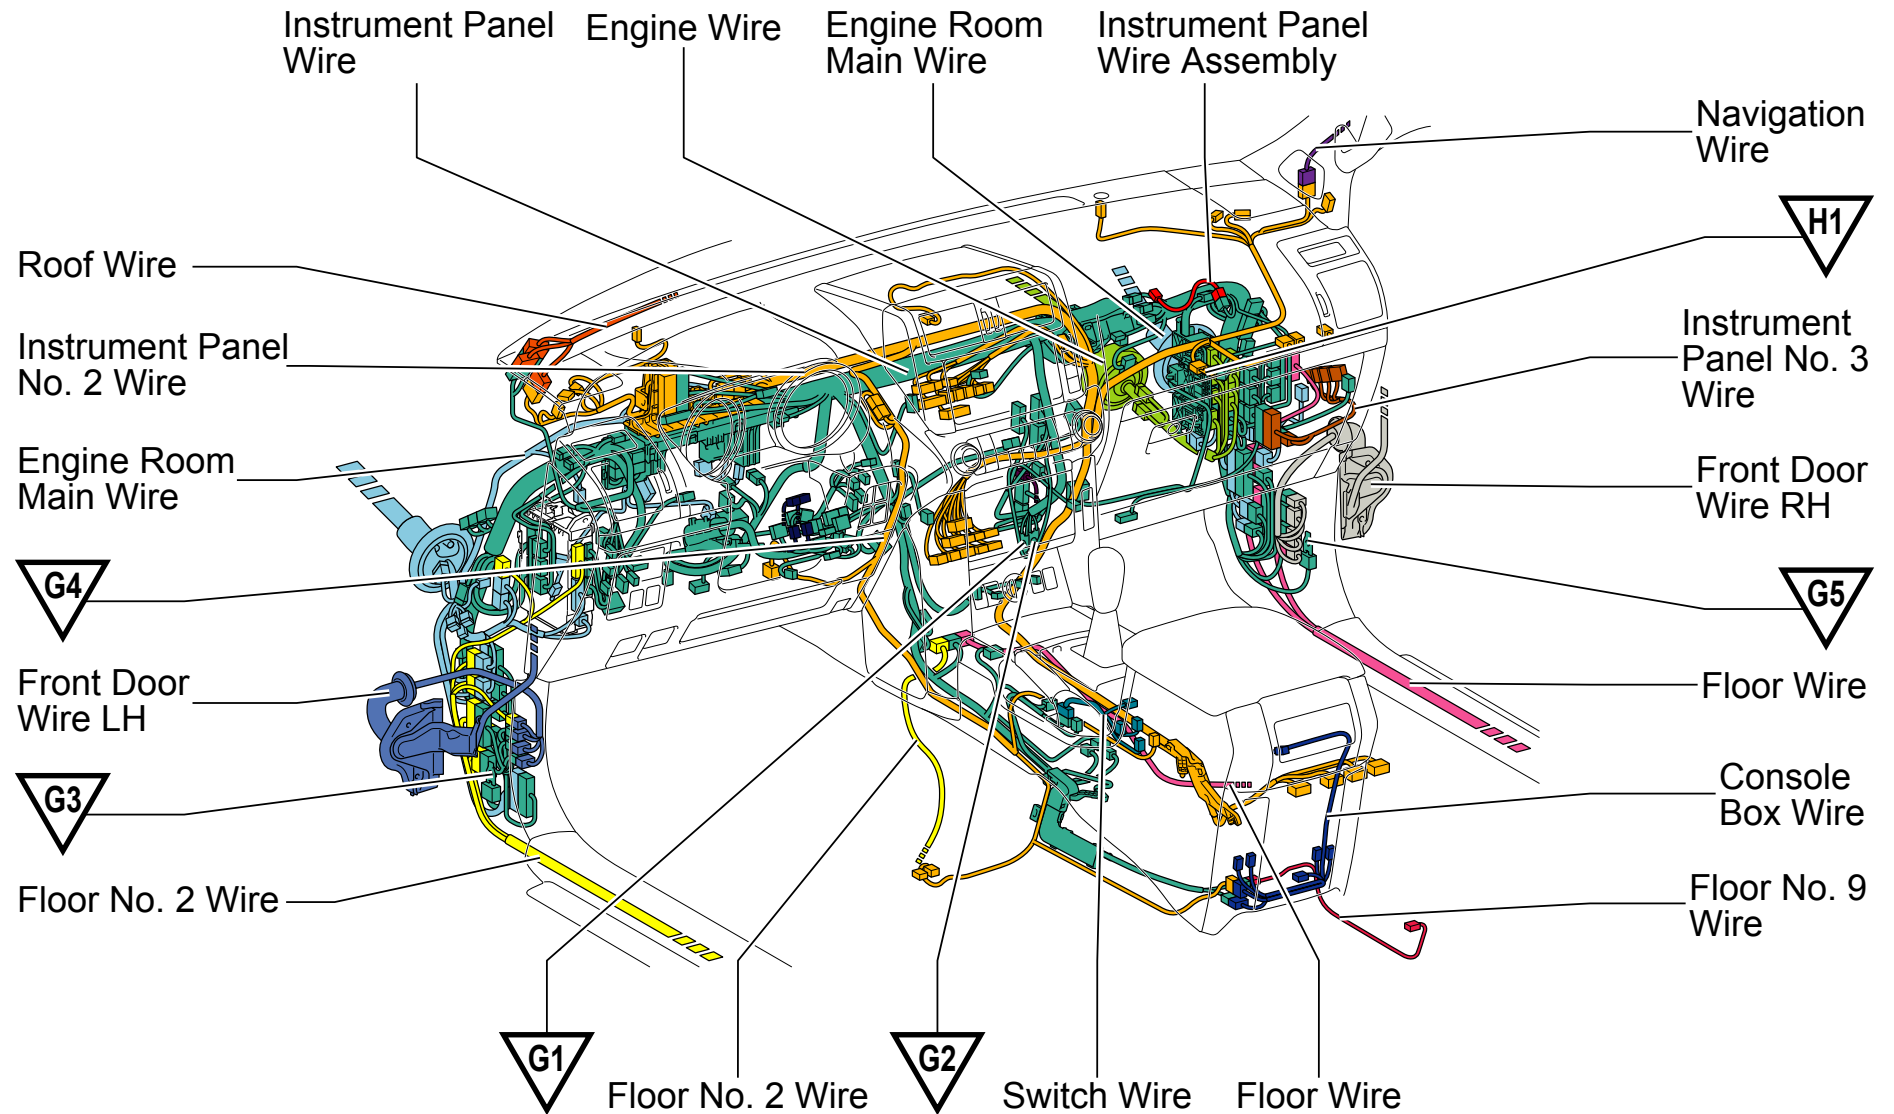 Instrument Panel
Wire
Engine Wire
Engine Room
Main Wire
Instrument Panel
Wire Assembly
Navigation
Wire
H1
Roof Wire
Instrument Panel
No. 2 Wire
Instrument
Panel No. 3
Wire
Engine Room
Main Wire
Front Door
Wire RH
G4
G5
Front Door
Wire LH
Floor Wire
G3
Console
Box Wire
Floor No. 2 Wire
Floor No. 9
Wire
G1
Floor No. 2 Wire
G2
Switch Wire
Floor Wire